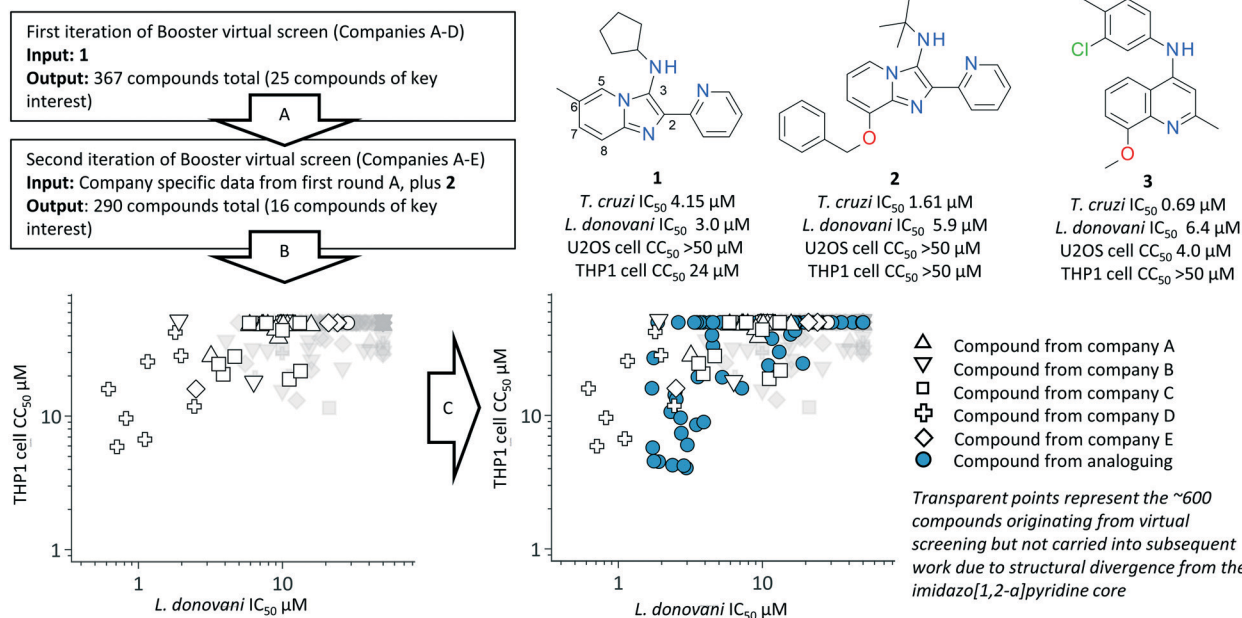 First iteration of Booster virtual screen (Companies A-D)
Input: 1
Output: 367 compounds total (25 compounds of key
interest)
A
Second iteration of Booster virtual screen (Companies A-E)
Input: Company specific data from first round A, plus 2
Output: 290 compounds total (16 compounds of key
interest)
B
NH
N
N
N
2
3
5
6
7
8
1
T. cruzi IC50 4.15 µM
L. donovani IC50 3.0 µM
U2OS cell CC50 >50 µM
THP1 cell CC50 24 µM
NH
N
N
N
O
2
T. cruzi IC50 1.61 µM
L. donovani IC50 5.9 µM
U2OS cell CC50 >50 µM
THP1 cell CC50 >50 µM
Cl
NH
N
O
3
T. cruzi IC50 0.69 µM
L. donovani IC50 6.4 µM
U2OS cell CC50 4.0 µM
THP1 cell CC50 >50 µM
THP1_cell CC50 µM
10
1
1
10
L. donovani IC50 µM
C
THP1_cell CC50 µM
10
1
1
10
L. donovani IC50 µM
Compound from company A
Compound from company B
Compound from company C
Compound from company D
Compound from company E
Compound from analoguing
Transparent points represent the ~600
compounds originating from virtual
screening but not carried into subsequent
work due to structural divergence from the
imidazo[1,2-a]pyridine core